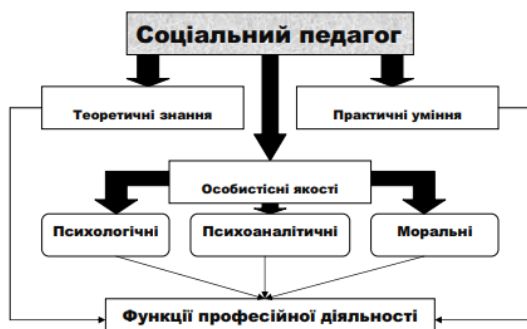 Соціальний педагог
Теоретичні знання
Практичні уміння
Особистісні якості
Психологічні
Психоаналітичні
Моральні
Функції професійної діяльності